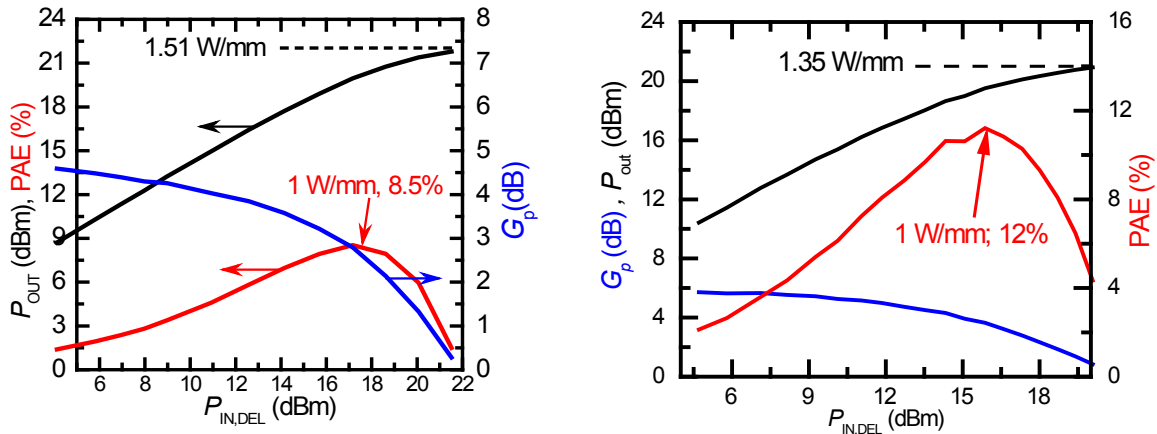 24
21
18
15
12
9
6
3
0
P_OUT (dBm), PAE (%)
1.51 W/mm
1 W/mm, 8.5%
8
7
6
5
4
3
2
1
0
G_p(dB)
6 8 10 12 14 16 18 20 22
P_IN,DEL (dBm)
24
20
16
12
8
4
0
G_p (dB) , P_out (dBm)
1.35 W/mm
1 W/mm; 12%
16
12
8
4
0
PAE (%)
6 9 12 15 18
P_IN,DEL (dBm)